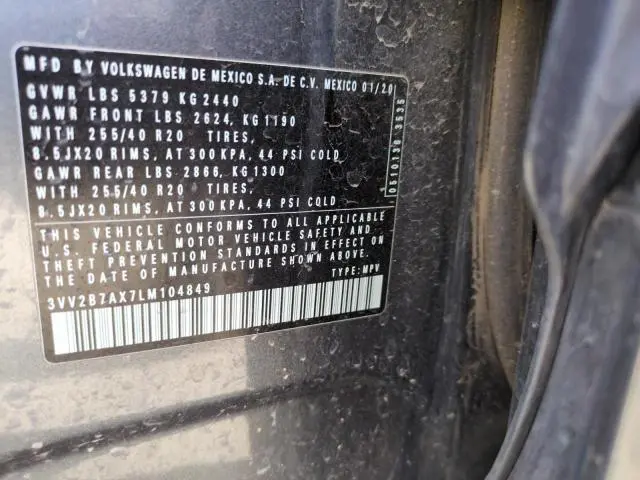 MFD BY VOLKSWAGEN DE MEXICO S.A. DE C.V. MEXICO 01/20
GVWR LBS 5379 KG 2440
GAWR FRONT LBS 2624, KG 1190
WITH 255/40 R20 TIRES,
8.5JX20 RIMS, AT 300 KPA, 44 PSI COLD
GAWR REAR LBS 2866, KG 1300
WITH 255/40 R20 TIRES,
8.5JX20 RIMS, AT 300 KPA, 44 PSI COLD
THIS VEHICLE CONFORMS TO ALL APPLICABLE
U.S. FEDERAL MOTOR VEHICLE SAFETY AND
THEFT PREVENTION STANDARDS IN EFFECT ON
THE DATE OF MANUFACTURE SHOWN ABOVE.
3VV2B7AX7LM104849 TYPE: MPV